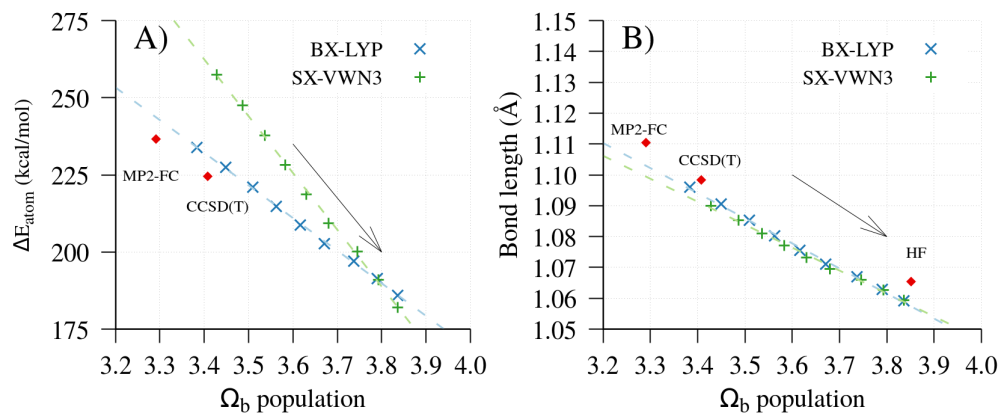 A)
BX-LYP
SX-VWN3
MP2-FC
CCSD(T)
ΔE_atom (kcal/mol)
275
250
225
200
175
3.2 3.3 3.4 3.5 3.6 3.7 3.8 3.9 4.0
Ω_b population
B)
BX-LYP
SX-VWN3
MP2-FC
CCSD(T)
HF
Bond length (Å)
1.15
1.14
1.13
1.12
1.11
1.10
1.09
1.08
1.07
1.06
1.05
3.2 3.3 3.4 3.5 3.6 3.7 3.8 3.9 4.0
Ω_b population